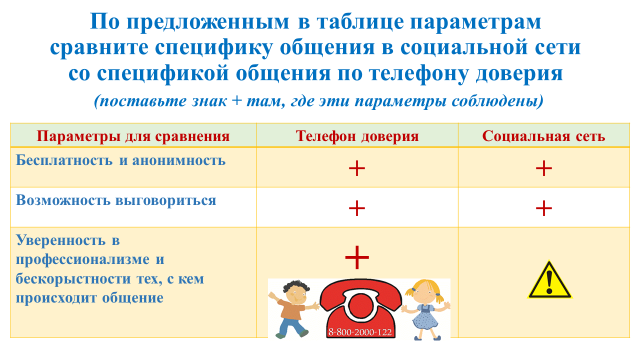 По предложенным в таблице параметрам
сравните специфику общения в социальной сети
со спецификой общения по телефону доверия
(поставьте знак + там, где эти параметры соблюдены)
Параметры для сравнения Телефон доверия Социальная сеть
Бесплатность и анонимность + +
Возможность выговориться + +
Уверенность в
профессионализме и
бескорыстности тех, с кем
происходит общение
+
!
8-800-2000-122